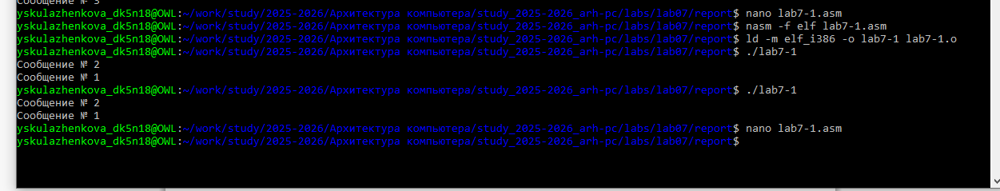 Сообщение № 3
yskulazhenkova_dk5n18@OWL:~/work/study/2025-2026/Архитектура компьютера/study_2025-2026_arh-pc/labs/lab07/report$ nano lab7-1.asm
yskulazhenkova_dk5n18@OWL:~/work/study/2025-2026/Архитектура компьютера/study_2025-2026_arh-pc/labs/lab07/report$ nasm -f elf lab7-1.asm
yskulazhenkova_dk5n18@OWL:~/work/study/2025-2026/Архитектура компьютера/study_2025-2026_arh-pc/labs/lab07/report$ ld -m elf_i386 -o lab7-1 lab7-1.o
yskulazhenkova_dk5n18@OWL:~/work/study/2025-2026/Архитектура компьютера/study_2025-2026_arh-pc/labs/lab07/report$ ./lab7-1
Сообщение № 2
Сообщение № 1
yskulazhenkova_dk5n18@OWL:~/work/study/2025-2026/Архитектура компьютера/study_2025-2026_arh-pc/labs/lab07/report$ ./lab7-1
Сообщение № 2
Сообщение № 1
yskulazhenkova_dk5n18@OWL:~/work/study/2025-2026/Архитектура компьютера/study_2025-2026_arh-pc/labs/lab07/report$ nano lab7-1.asm
yskulazhenkova_dk5n18@OWL:~/work/study/2025-2026/Архитектура компьютера/study_2025-2026_arh-pc/labs/lab07/report$